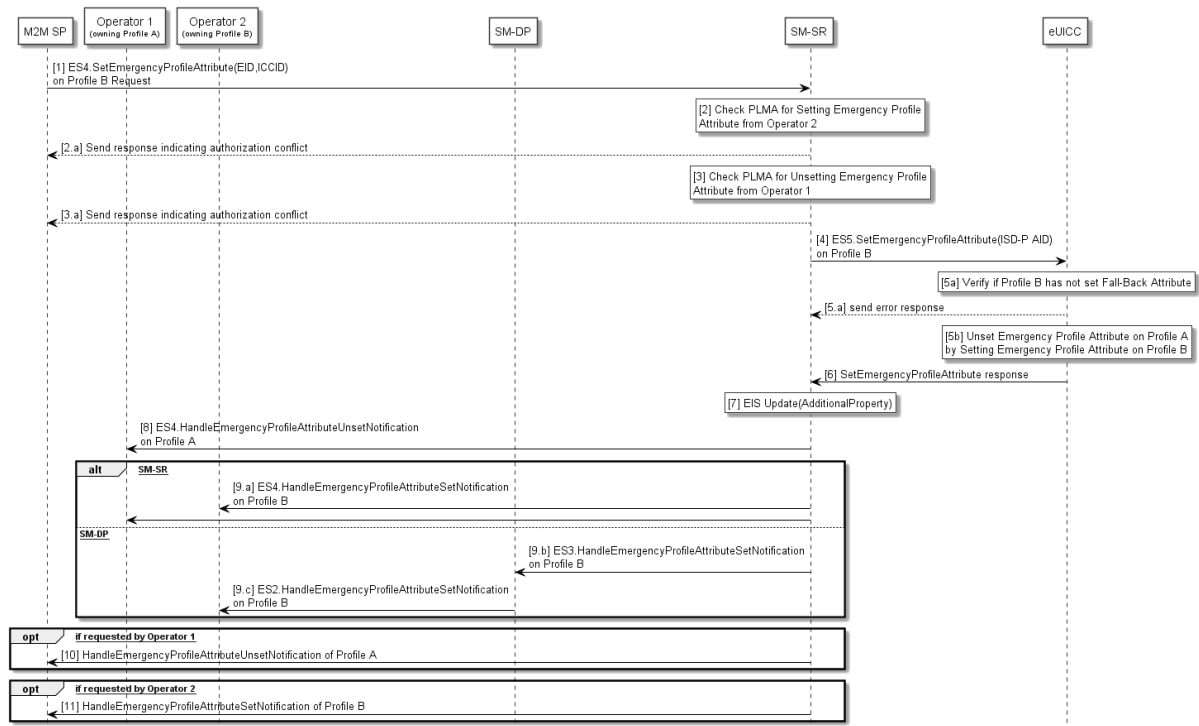 M2M SP
Operator 1
(owning Profile A)
Operator 2
(owning Profile B)
SM-DP
SM-SR
eUICC
[1] ES4.SetEmergencyProfileAttribute(EID,ICCID)
on Profile B Request
[2] Check PLMA for Setting Emergency Profile
Attribute from Operator 2
[2.a] Send response indicating authorization conflict
[3] Check PLMA for Unsetting Emergency Profile
Attribute from Operator 1
[3.a] Send response indicating authorization conflict
[4] ES5.SetEmergencyProfileAttribute(ISD-P AID)
on Profile B
[5a] Verify if Profile B has not set Fall-Back Attribute
[5.a] send error response
[5b] Unset Emergency Profile Attribute on Profile A
by Setting Emergency Profile Attribute on Profile B
[6] SetEmergencyProfileAttribute response
[7] EIS Update(AdditionalProperty)
[8] ES4.HandleEmergencyProfileAttributeUnsetNotification
on Profile A
alt SM-SR
[9.a] ES4.HandleEmergencyProfileAttributeSetNotification
on Profile B
SM-DP
[9.b] ES3.HandleEmergencyProfileAttributeSetNotification
on Profile B
[9.c] ES2.HandleEmergencyProfileAttributeSetNotification
on Profile B
opt if requested by Operator 1
[10] HandleEmergencyProfileAttributeUnsetNotification of Profile A
opt if requested by Operator 2
[11] HandleEmergencyProfileAttributeSetNotification of Profile B